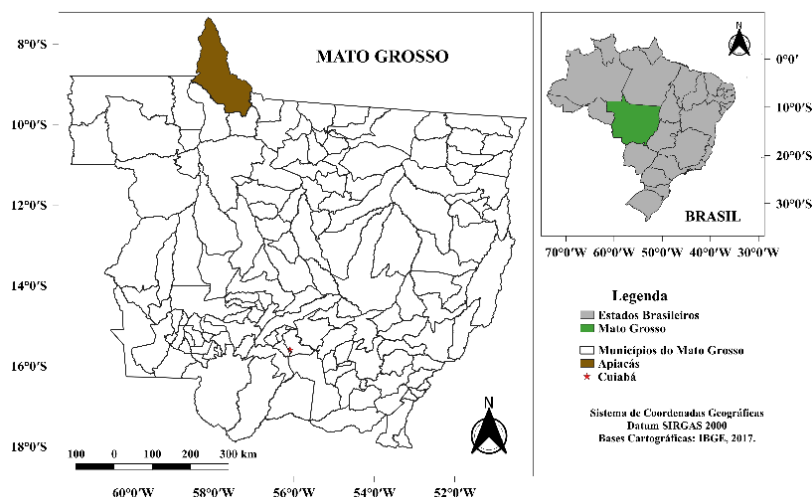 MATO GROSSO
8°0'S
10°0'S
12°0'S
14°0'S
16°0'S
18°0'S
N
100 0 100 200 300 km
60°0'W 58°0'W 56°0'W 54°0'W 52°0'W
N
0°0'
10°0'S
20°0'S
30°0'S
BRASIL
70°0'W 60°0'W 50°0'W 40°0'W 30°0'W
Legenda
Estados Brasileiros
Mato Grosso
Municípios do Mato Grosso
Apiacás
Cuiabá
Sistema de Coordenadas Geográficas
Datum SIRGAS 2000
Bases Cartográficas: IBGE, 2017.